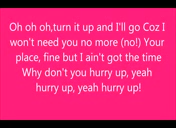 Oh oh oh,turn it up and I'll go Coz I
won't need you no more (no!) Your
place, fine but I ain't got the time
Why don't you hurry up, yeah
hurry up, yeah hurry up!